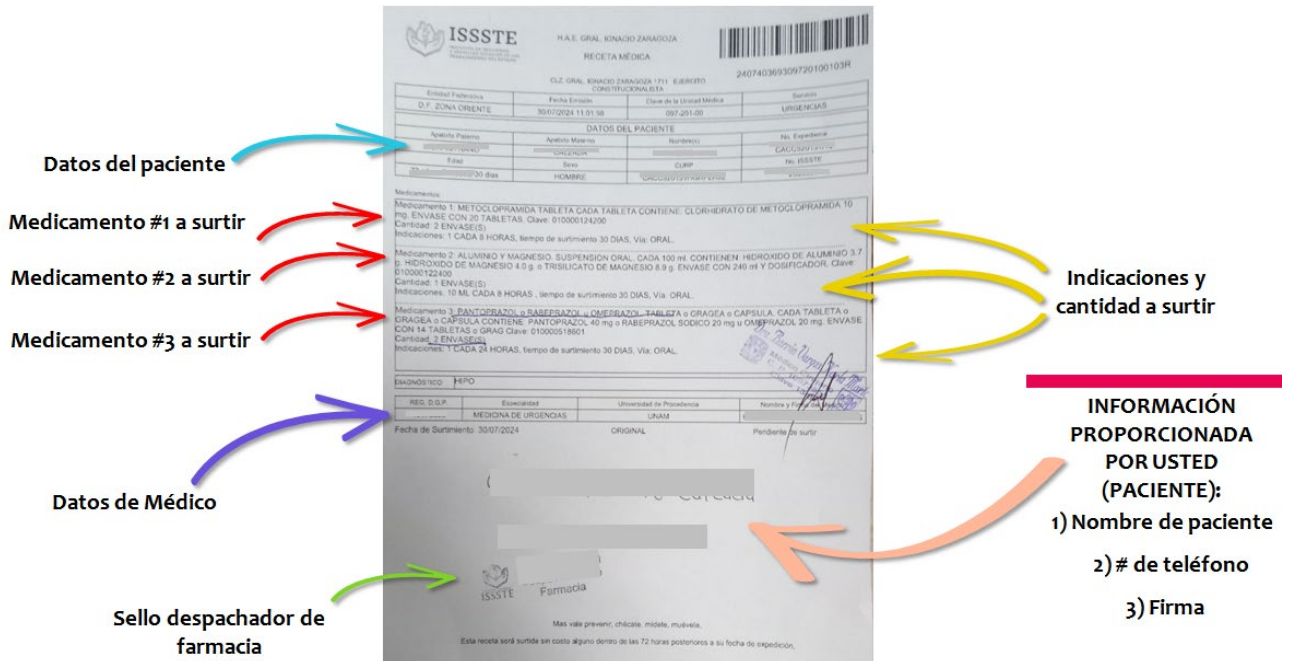 ISSSTE
H.A.E. GRAL. IGNACIO ZARAGOZA
RECETA MÉDICA
240740369309720100103R
CLZ. GRAL. IGNACIO ZARAGOZA 1711 EJERCITO
CONSTITUCIONALISTA
Entidad Federativa Fecha Emisión Clave de la Unidad Médica Servicio
D.F. ZONA ORIENTE 30/07/2024 11:01:58 097-201-00 URGENCIAS
DATOS DEL PACIENTE
Apellido Paterno Apellido Materno Nombre(s) No. Expediente
Edad Sexo CURP No. ISSSTE
30 dias HOMBRE
Medicamentos
Medicamento 1: METOCLOPRAMIDA TABLETA CADA TABLETA CONTIENE: CLORHIDRATO DE METOCLOPRAMIDA 10
mg. ENVASE CON 20 TABLETAS. Clave: 010000124200
Cantidad: 2 ENVASE(S)
Indicaciones: 1 CADA 8 HORAS, tiempo de surtimiento 30 DIAS, Vía: ORAL.
Medicamento 2: ALUMINIO Y MAGNESIO. SUSPENSION ORAL. CADA 100 ml. CONTIENEN: HIDROXIDO DE ALUMINIO 3.7
g. HIDROXIDO DE MAGNESIO 4.0 g. o TRISILICATO DE MAGNESIO 8.9 g. ENVASE CON 240 ml Y DOSIFICADOR. Clave:
010000122400
Cantidad: 1 ENVASE(S)
Indicaciones: 10 ML CADA 8 HORAS , tiempo de surtimiento 30 DIAS, Vía: ORAL.
Medicamento 3: PANTOPRAZOL o RABEPRAZOL u OMEPRAZOL. TABLETA o GRAGEA o CAPSULA. CADA TABLETA o
GRAGEA o CAPSULA CONTIENE: PANTOPRAZOL 40 mg o RABEPRAZOL SODICO 20 mg u OMEPRAZOL 20 mg. ENVASE
CON 14 TABLETAS o GRAG Clave: 010000518601
Cantidad: 2 ENVASE(S)
Indicaciones: 1 CADA 24 HORAS, tiempo de surtimiento 30 DIAS, Vía: ORAL.
DIAGNÓSTICO HIPO
REG. D.G.P. Especialidad Universidad de Procedencia Nombre y Firma del Médico
MEDICINA DE URGENCIAS UNAM
Fecha de Surtimiento: 30/07/2024 ORIGINAL Pendiente de surtir
ISSSTE Farmacia
Mas vale prevenir, chécate, mídete, muévete.
Esta receta será surtida sin costo alguno dentro de las 72 horas posteriores a su fecha de expedición,
Datos del paciente
Medicamento #1 a surtir
Medicamento #2 a surtir
Medicamento #3 a surtir
Datos de Médico
Sello despachador de
farmacia
Indicaciones y
cantidad a surtir
INFORMACIÓN
PROPORCIONADA
POR USTED
(PACIENTE):
1) Nombre de paciente
2) # de teléfono
3) Firma